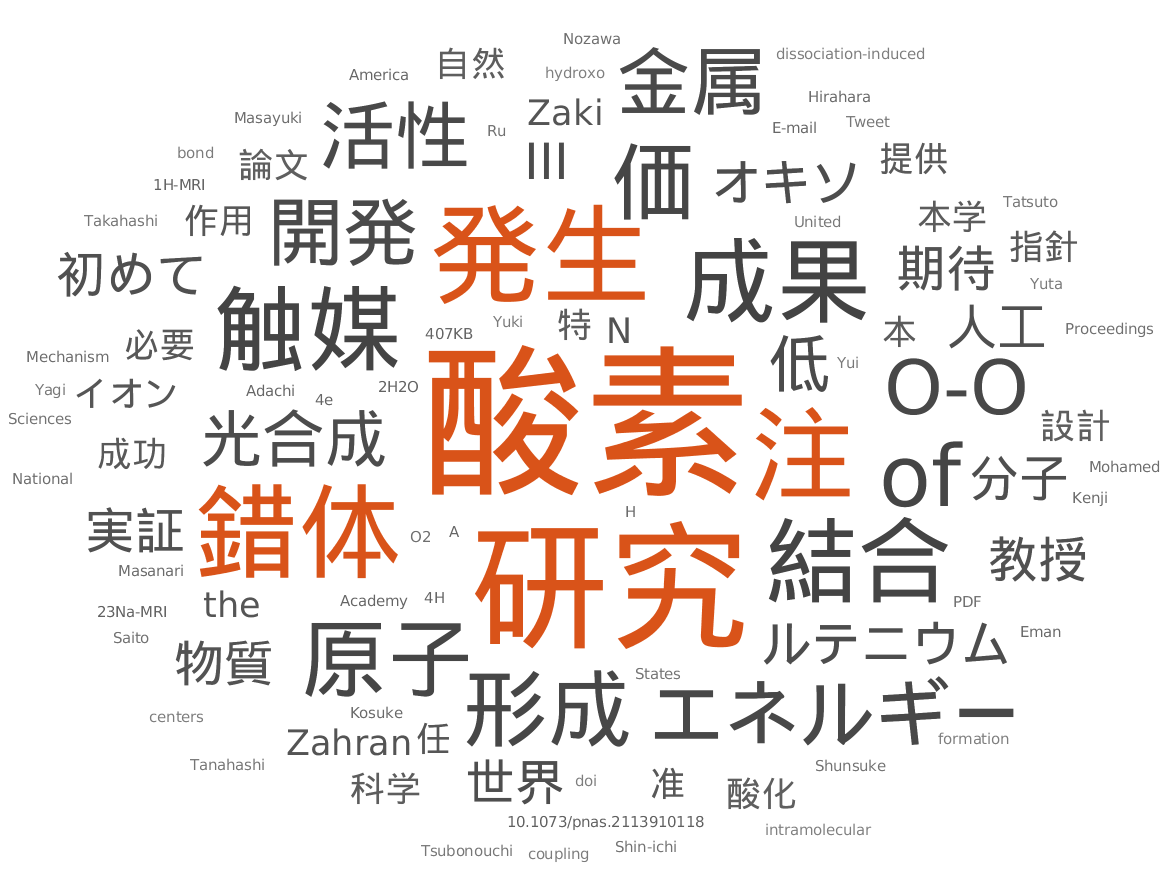 Nozawa
自然
hydroxo
金属
dissociation-induced
America
Hirahara
Masayuki
活性
Ru
Zaki
E-mail
Tweet
bond
論文
III
価
オキソ
提供
1H-MRI
Takahashi
作用
開発
発生
United
本学
Tatsuto
指針
初めて
成果
期待
Yuta
触媒
407KB
Yuki
特
N
本
人工
Proceedings
Mechanism
必要
低
Yui
Yagi
イオン
Adachi
4e
2H2O
酸素
O-O
Sciences
成功
光合成
注
設計
National
of
分子
Mohamed
Kenji
実証
錯体
O2
A
H
研究
結合
教授
Masanari
23Na-MRI
the
Academy
4H
PDF
Saito
物質
原子
ルテニウム
Eman
States
centers
Kosuke
形成
エネルギー
Zahran
任
formation
Tanahashi
科学
世界
doi
准
酸化
Shunsuke
10.1073/pnas.2113910118
intramolecular
Tsubonouchi
coupling
Shin-ichi